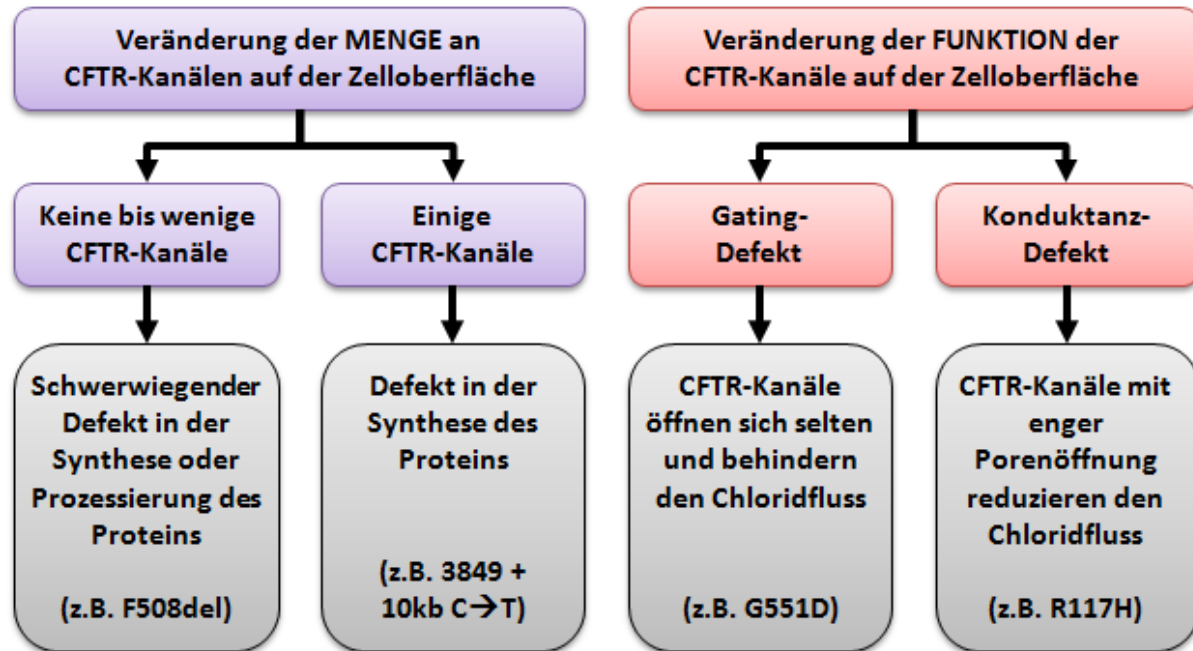 Veränderung der MENGE an
CFTR-Kanälen auf der Zelloberfläche
Veränderung der FUNKTION der
CFTR-Kanäle auf der Zelloberfläche
Keine bis wenige
CFTR-Kanäle
Einige
CFTR-Kanäle
Gating-
Defekt
Konduktanz-
Defekt
Schwerwiegender
Defekt in der
Synthese oder
Prozessierung des
Proteins
(z.B. F508del)
Defekt in der
Synthese des
Proteins
(z.B. 3849 +
10kb C→T)
CFTR-Kanäle
öffnen sich selten
und behindern
den Chloridfluss
(z.B. G551D)
CFTR-Kanäle mit
enger
Porenöffnung
reduzieren den
Chloridfluss
(z.B. R117H)